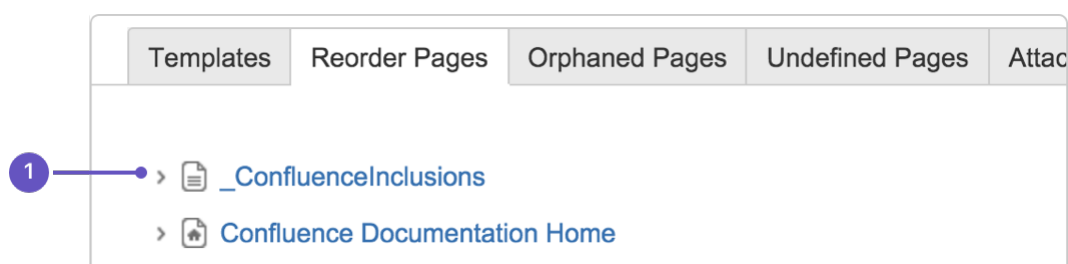 Templates Reorder Pages Orphaned Pages Undefined Pages Attac
1 _ConfluenceInclusions
Confluence Documentation Home